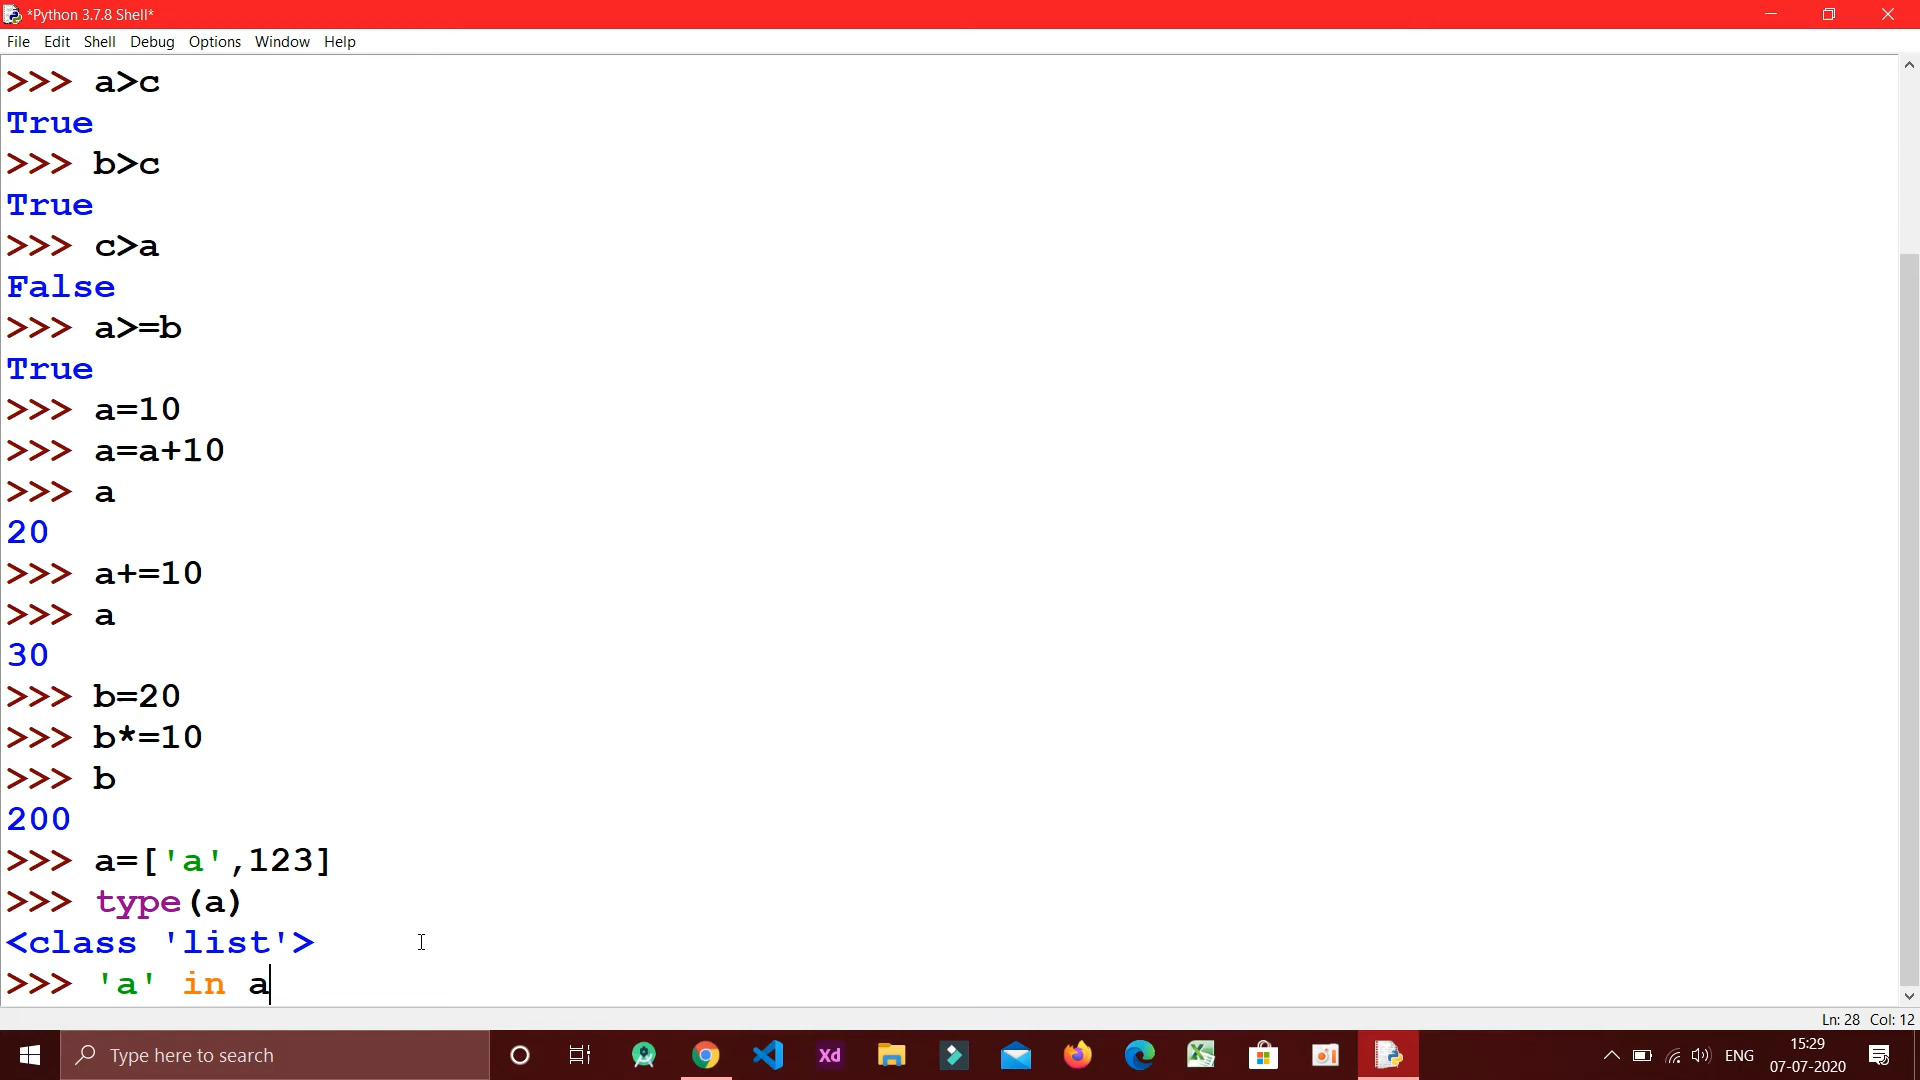 *Python 3.7.8 Shell*
File Edit Shell Debug Options Window Help
>>> a>c
True
>>> b>c
True
>>> c>a
False
>>> a>=b
True
>>> a=10
>>> a=a+10
>>> a
20
>>> a+=10
>>> a
30
>>> b=20
>>> b*=10
>>> b
200
>>> a=['a',123]
>>> type(a)
<class 'list'>
>>> 'a' in a
Ln: 28 Col: 12
Type here to search
Xd
ENG
15:29
07-07-2020